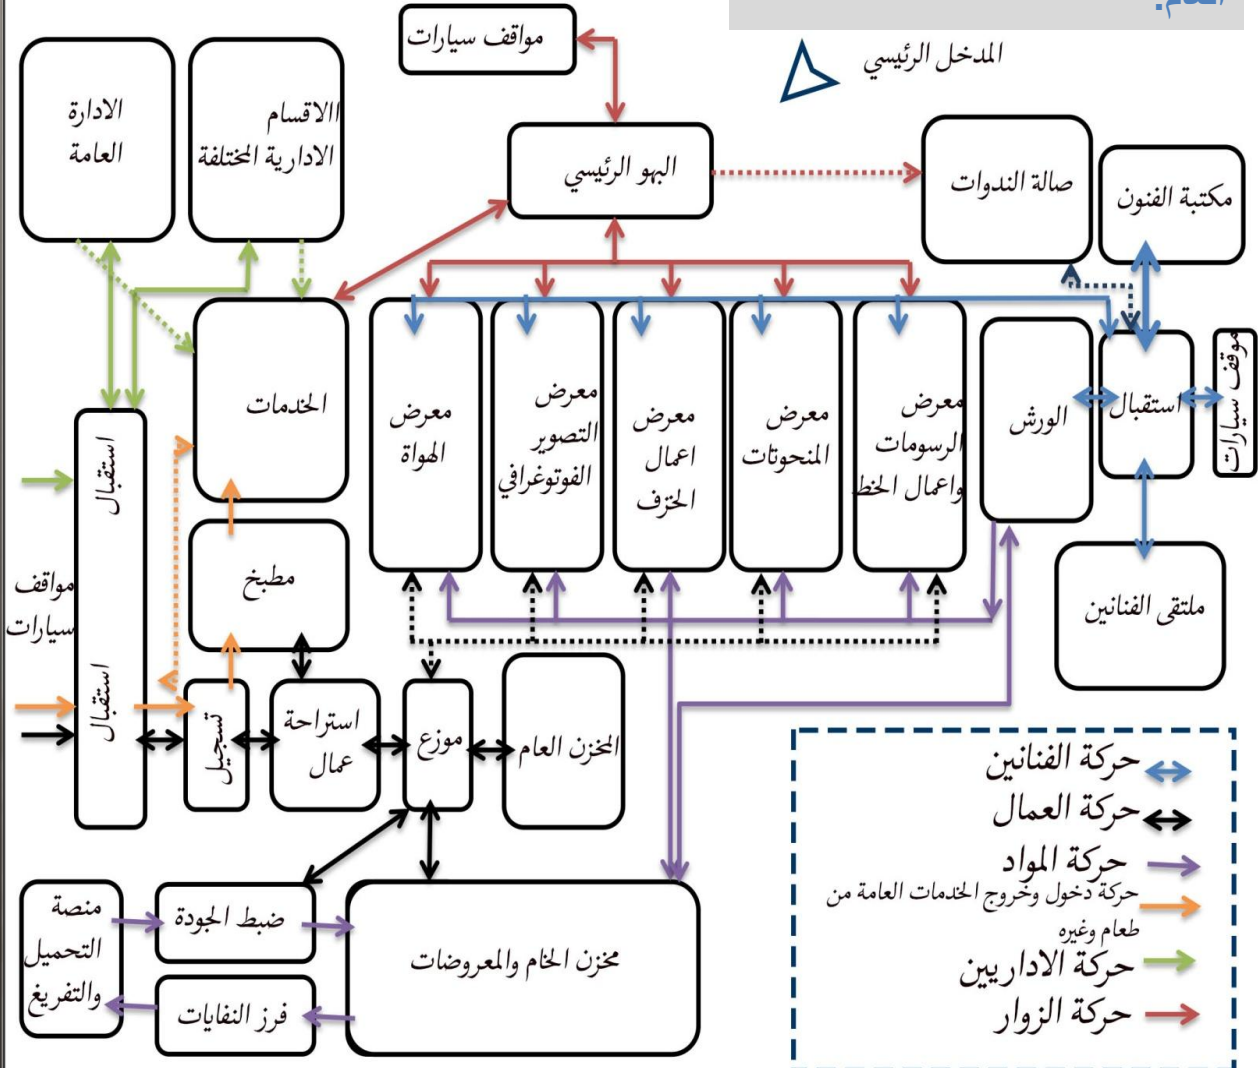 العام:
المدخل الرئيسي
مواقف سيارات
االاقسام
الادارية المختلفة
الادارة
العامة
البهو الرئيسي
صالة الندوات
مكتبة الفنون
الخدمات
معرض
الهواة
معرض
التصوير
الفوتوغرافي
معرض
اعمال
الخزف
معرض
المنحوتات
معرض
الرسومات
واعمال الخط
الورش
استقبال
موقف سيارات
استقبال
مطبخ
مواقف
سيارات
ملتقى الفنانين
استقبال
تسجيل
استراحة
عمال
موزع
المخزن العام
منصة
التحميل
والتفريغ
ضبط الجودة
فرز النفايات
مخزن الخام والمعروضات
حركة الفنانين
حركة العمال
حركة المواد
حركة دخول وخروج الخدمات العامة من
طعام وغيره
حركة الاداريين
حركة الزوار